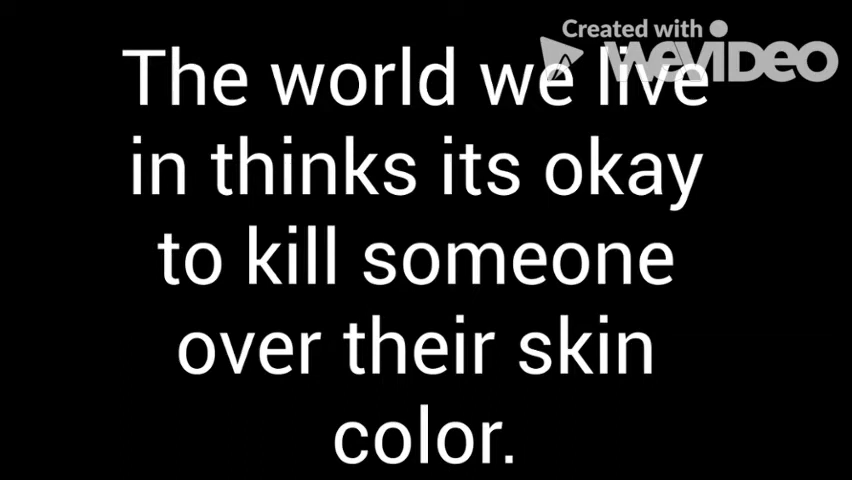 Created with
WeVIDEO
The world we live
in thinks its okay
to kill someone
over their skin
color.